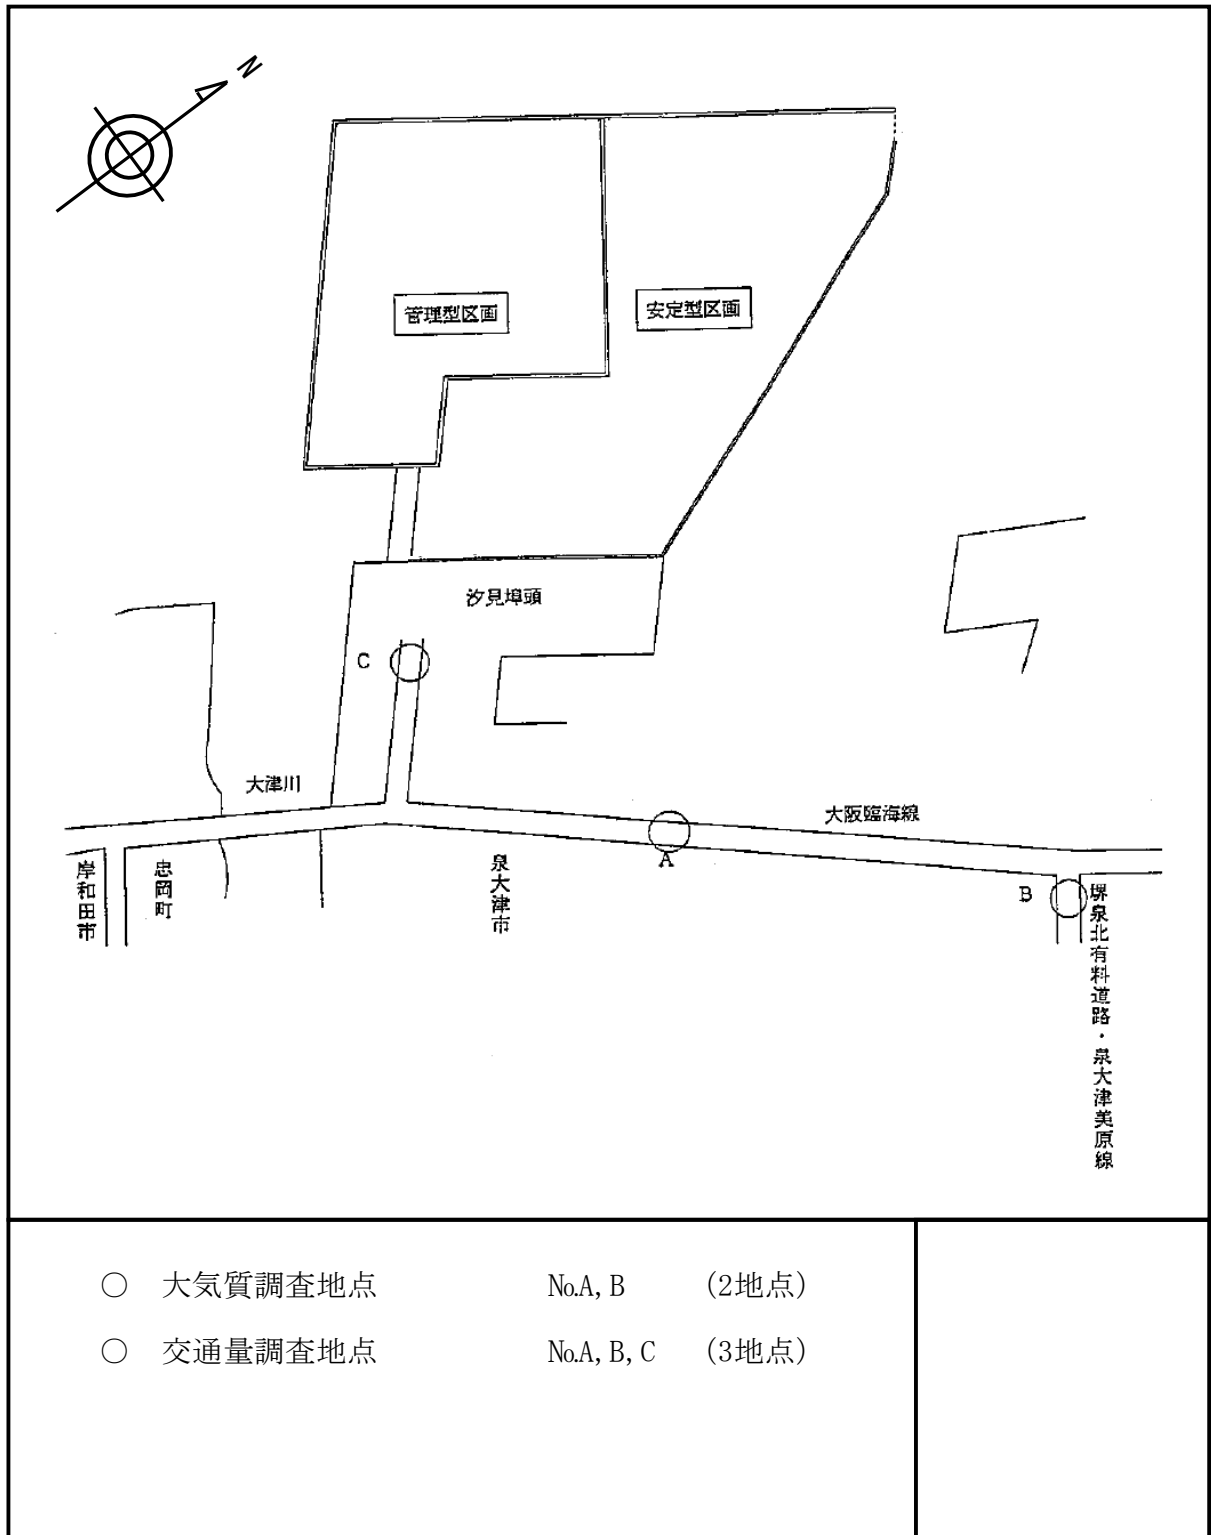 N
管理型区画
安定型区画
汐見埠頭
C
大津川
大阪臨海線
A
B
岸和田市
忠岡町
泉大津市
堺泉北有料道路・泉大津美原線
○ 大気質調査地点 №A, B (2地点)
○ 交通量調査地点 №A, B, C (3地点)